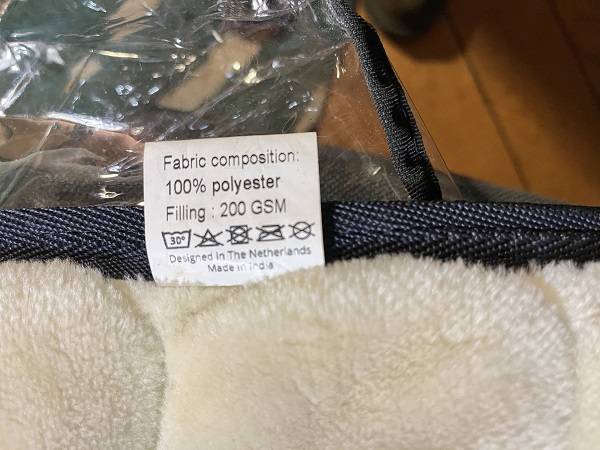 Fabric composition:
100% polyester
Filling : 200 GSM
30°
Designed In The Netherlands
Made in India